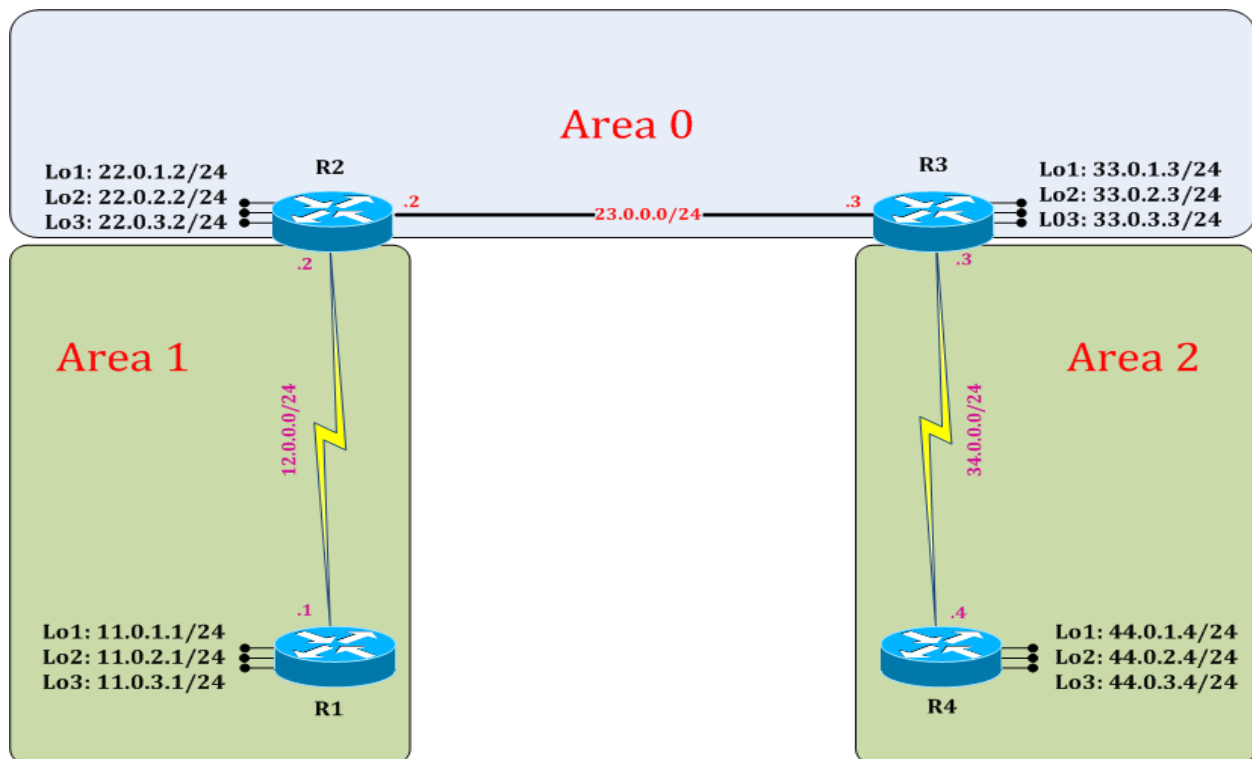 Area 0
R2
R3
Lo1: 22.0.1.2/24
Lo2: 22.0.2.2/24
Lo3: 22.0.3.2/24
.2
23.0.0.0/24
.3
Lo1: 33.0.1.3/24
Lo2: 33.0.2.3/24
L03: 33.0.3.3/24
.2
.3
Area 1
Area 2
12.0.0.0/24
34.0.0.0/24
.1
.4
Lo1: 11.0.1.1/24
Lo2: 11.0.2.1/24
Lo3: 11.0.3.1/24
Lo1: 44.0.1.4/24
Lo2: 44.0.2.4/24
Lo3: 44.0.3.4/24
R1
R4